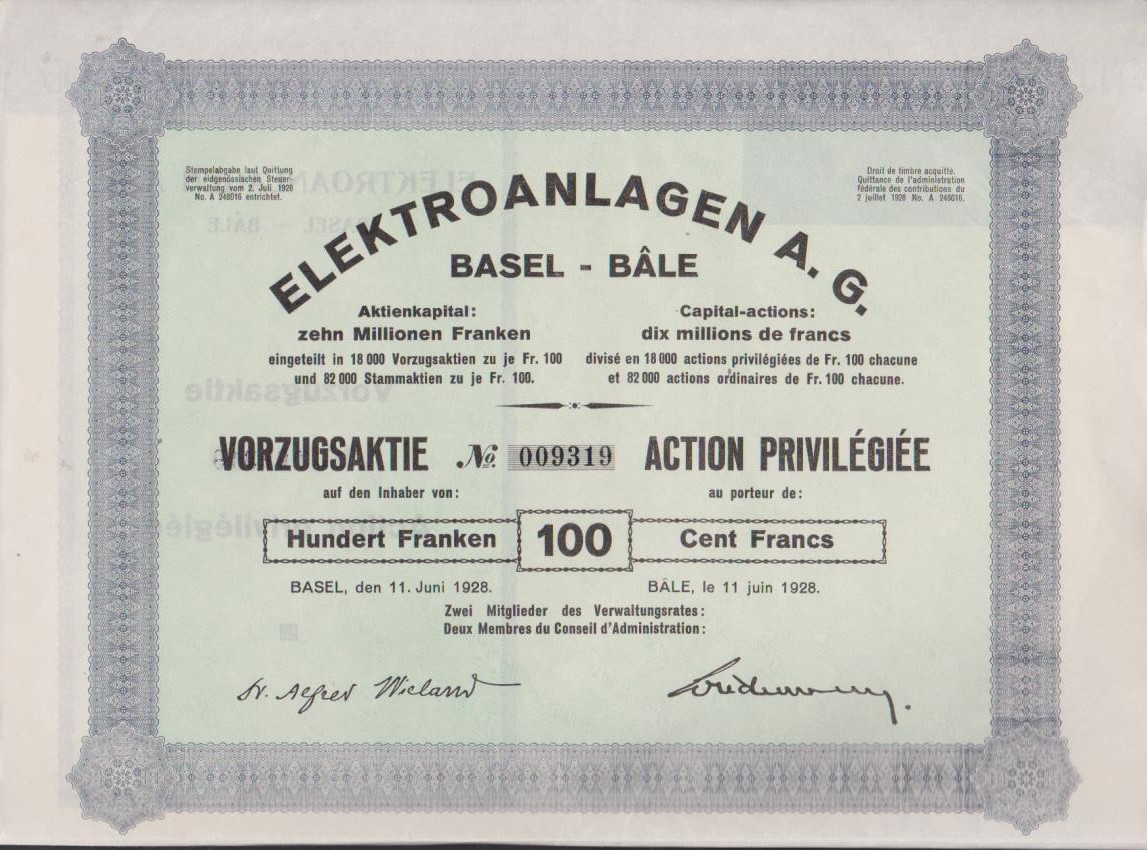 Stempelabgabe laut Quittung
der eidgenössischen Steuer-
verwaltung vom 2. Juli 1928
No. A 248016 entrichtet.
Droit de timbre acquitté.
Quittance de l'administration
fédérale des contributions du
2 juillet 1928 No. A 248016.
ELEKTROANLAGEN A. G.
BASEL - BÂLE
Aktienkapital:
zehn Millionen Franken
eingeteilt in 18 000 Vorzugsaktien zu je Fr. 100
und 82 000 Stammaktien zu je Fr. 100.
Capital-actions:
dix millions de francs
divisé en 18 000 actions privilégiées de Fr. 100 chacune
et 82 000 actions ordinaires de Fr. 100 chacune.
VORZUGSAKTIE No. 009319 ACTION PRIVILÉGIÉE
auf den Inhaber von: au porteur de:
Hundert Franken 100 Cent Francs
BASEL, den 11. Juni 1928. BÂLE, le 11 juin 1928.
Zwei Mitglieder des Verwaltungsrates:
Deux Membres du Conseil d'Administration:
Dr. Alfred Wieland